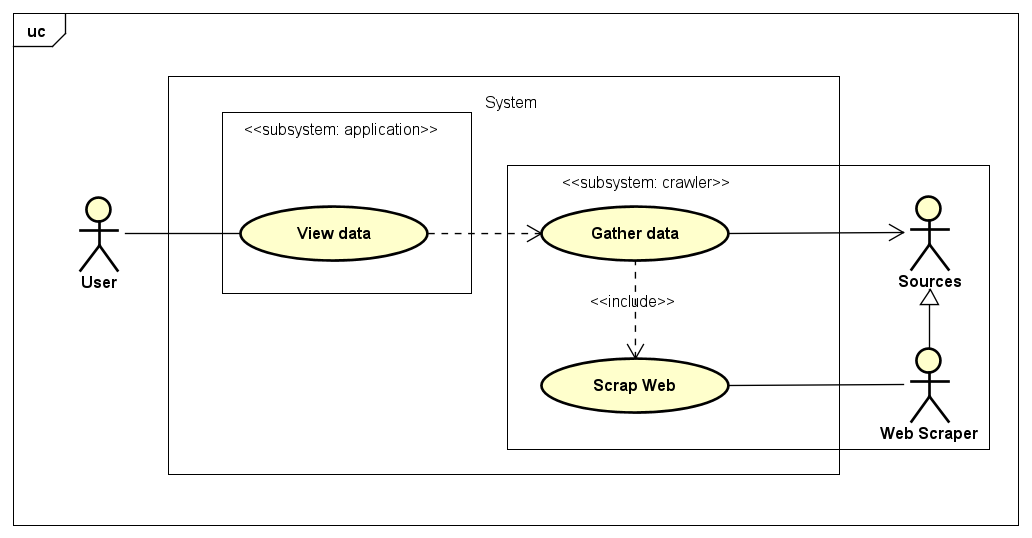 uc
System
<<subsystem: application>>
<<subsystem: crawler>>
View data
Gather data
User
Sources
<<include>>
Scrap Web
Web Scraper